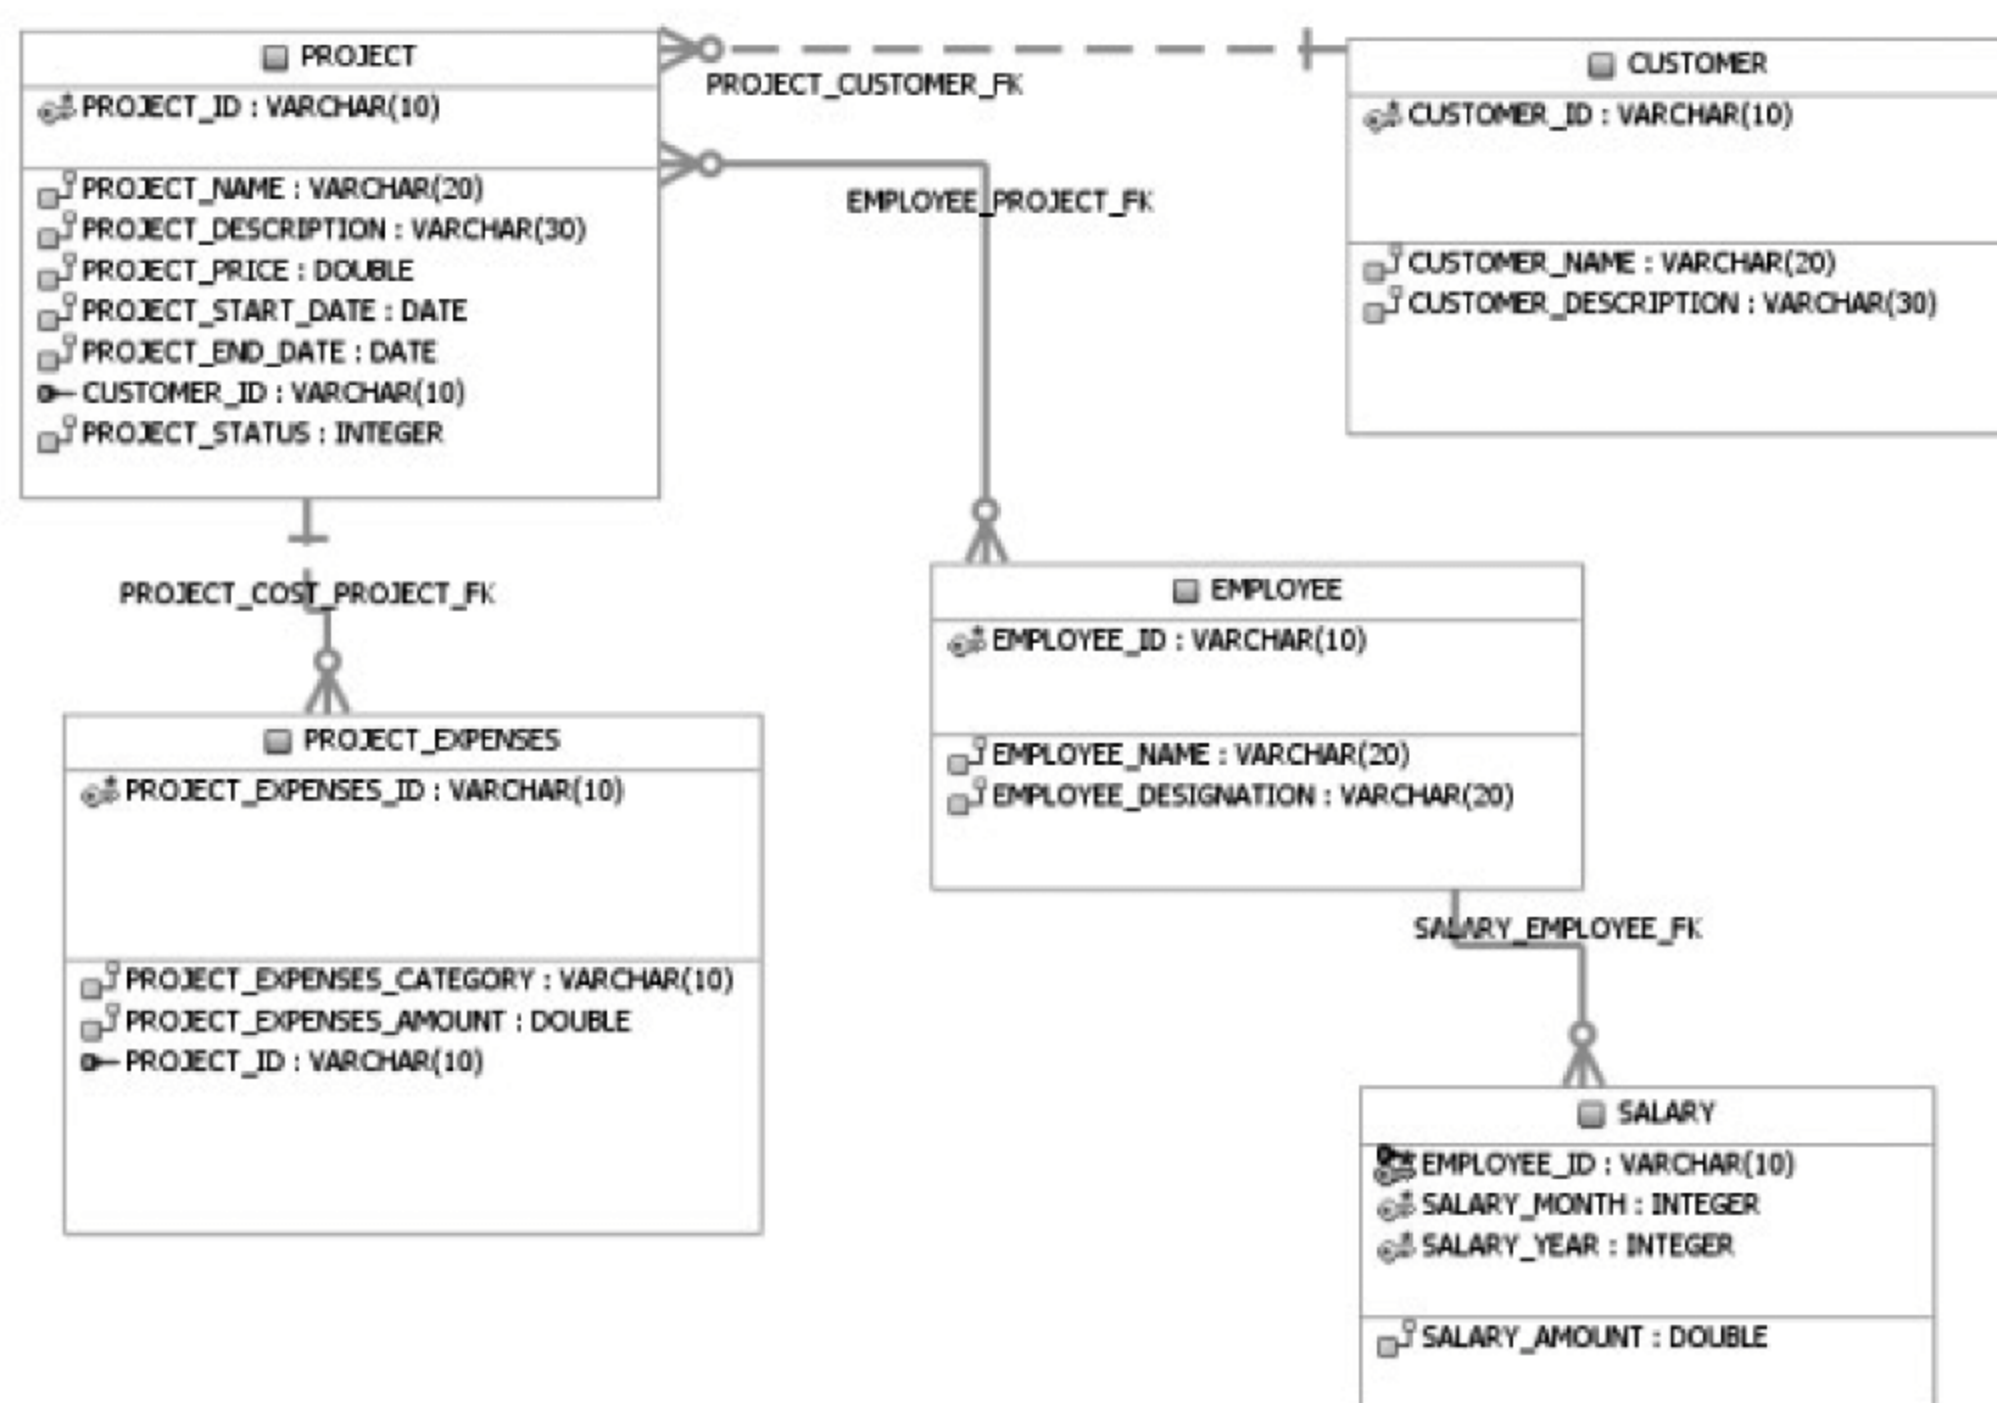 PROJECT
PROJECT_ID : VARCHAR(10)
PROJECT_NAME : VARCHAR(20)
PROJECT_DESCRIPTION : VARCHAR(30)
PROJECT_PRICE : DOUBLE
PROJECT_START_DATE : DATE
PROJECT_END_DATE : DATE
CUSTOMER_ID : VARCHAR(10)
PROJECT_STATUS : INTEGER
PROJECT_CUSTOMER_FK
CUSTOMER
CUSTOMER_ID : VARCHAR(10)
CUSTOMER_NAME : VARCHAR(20)
CUSTOMER_DESCRIPTION : VARCHAR(30)
EMPLOYEE_PROJECT_FK
PROJECT_COST_PROJECT_FK
PROJECT_EXPENSES
PROJECT_EXPENSES_ID : VARCHAR(10)
PROJECT_EXPENSES_CATEGORY : VARCHAR(10)
PROJECT_EXPENSES_AMOUNT : DOUBLE
PROJECT_ID : VARCHAR(10)
EMPLOYEE
EMPLOYEE_ID : VARCHAR(10)
EMPLOYEE_NAME : VARCHAR(20)
EMPLOYEE_DESIGNATION : VARCHAR(20)
SALARY_EMPLOYEE_FK
SALARY
EMPLOYEE_ID : VARCHAR(10)
SALARY_MONTH : INTEGER
SALARY_YEAR : INTEGER
SALARY_AMOUNT : DOUBLE